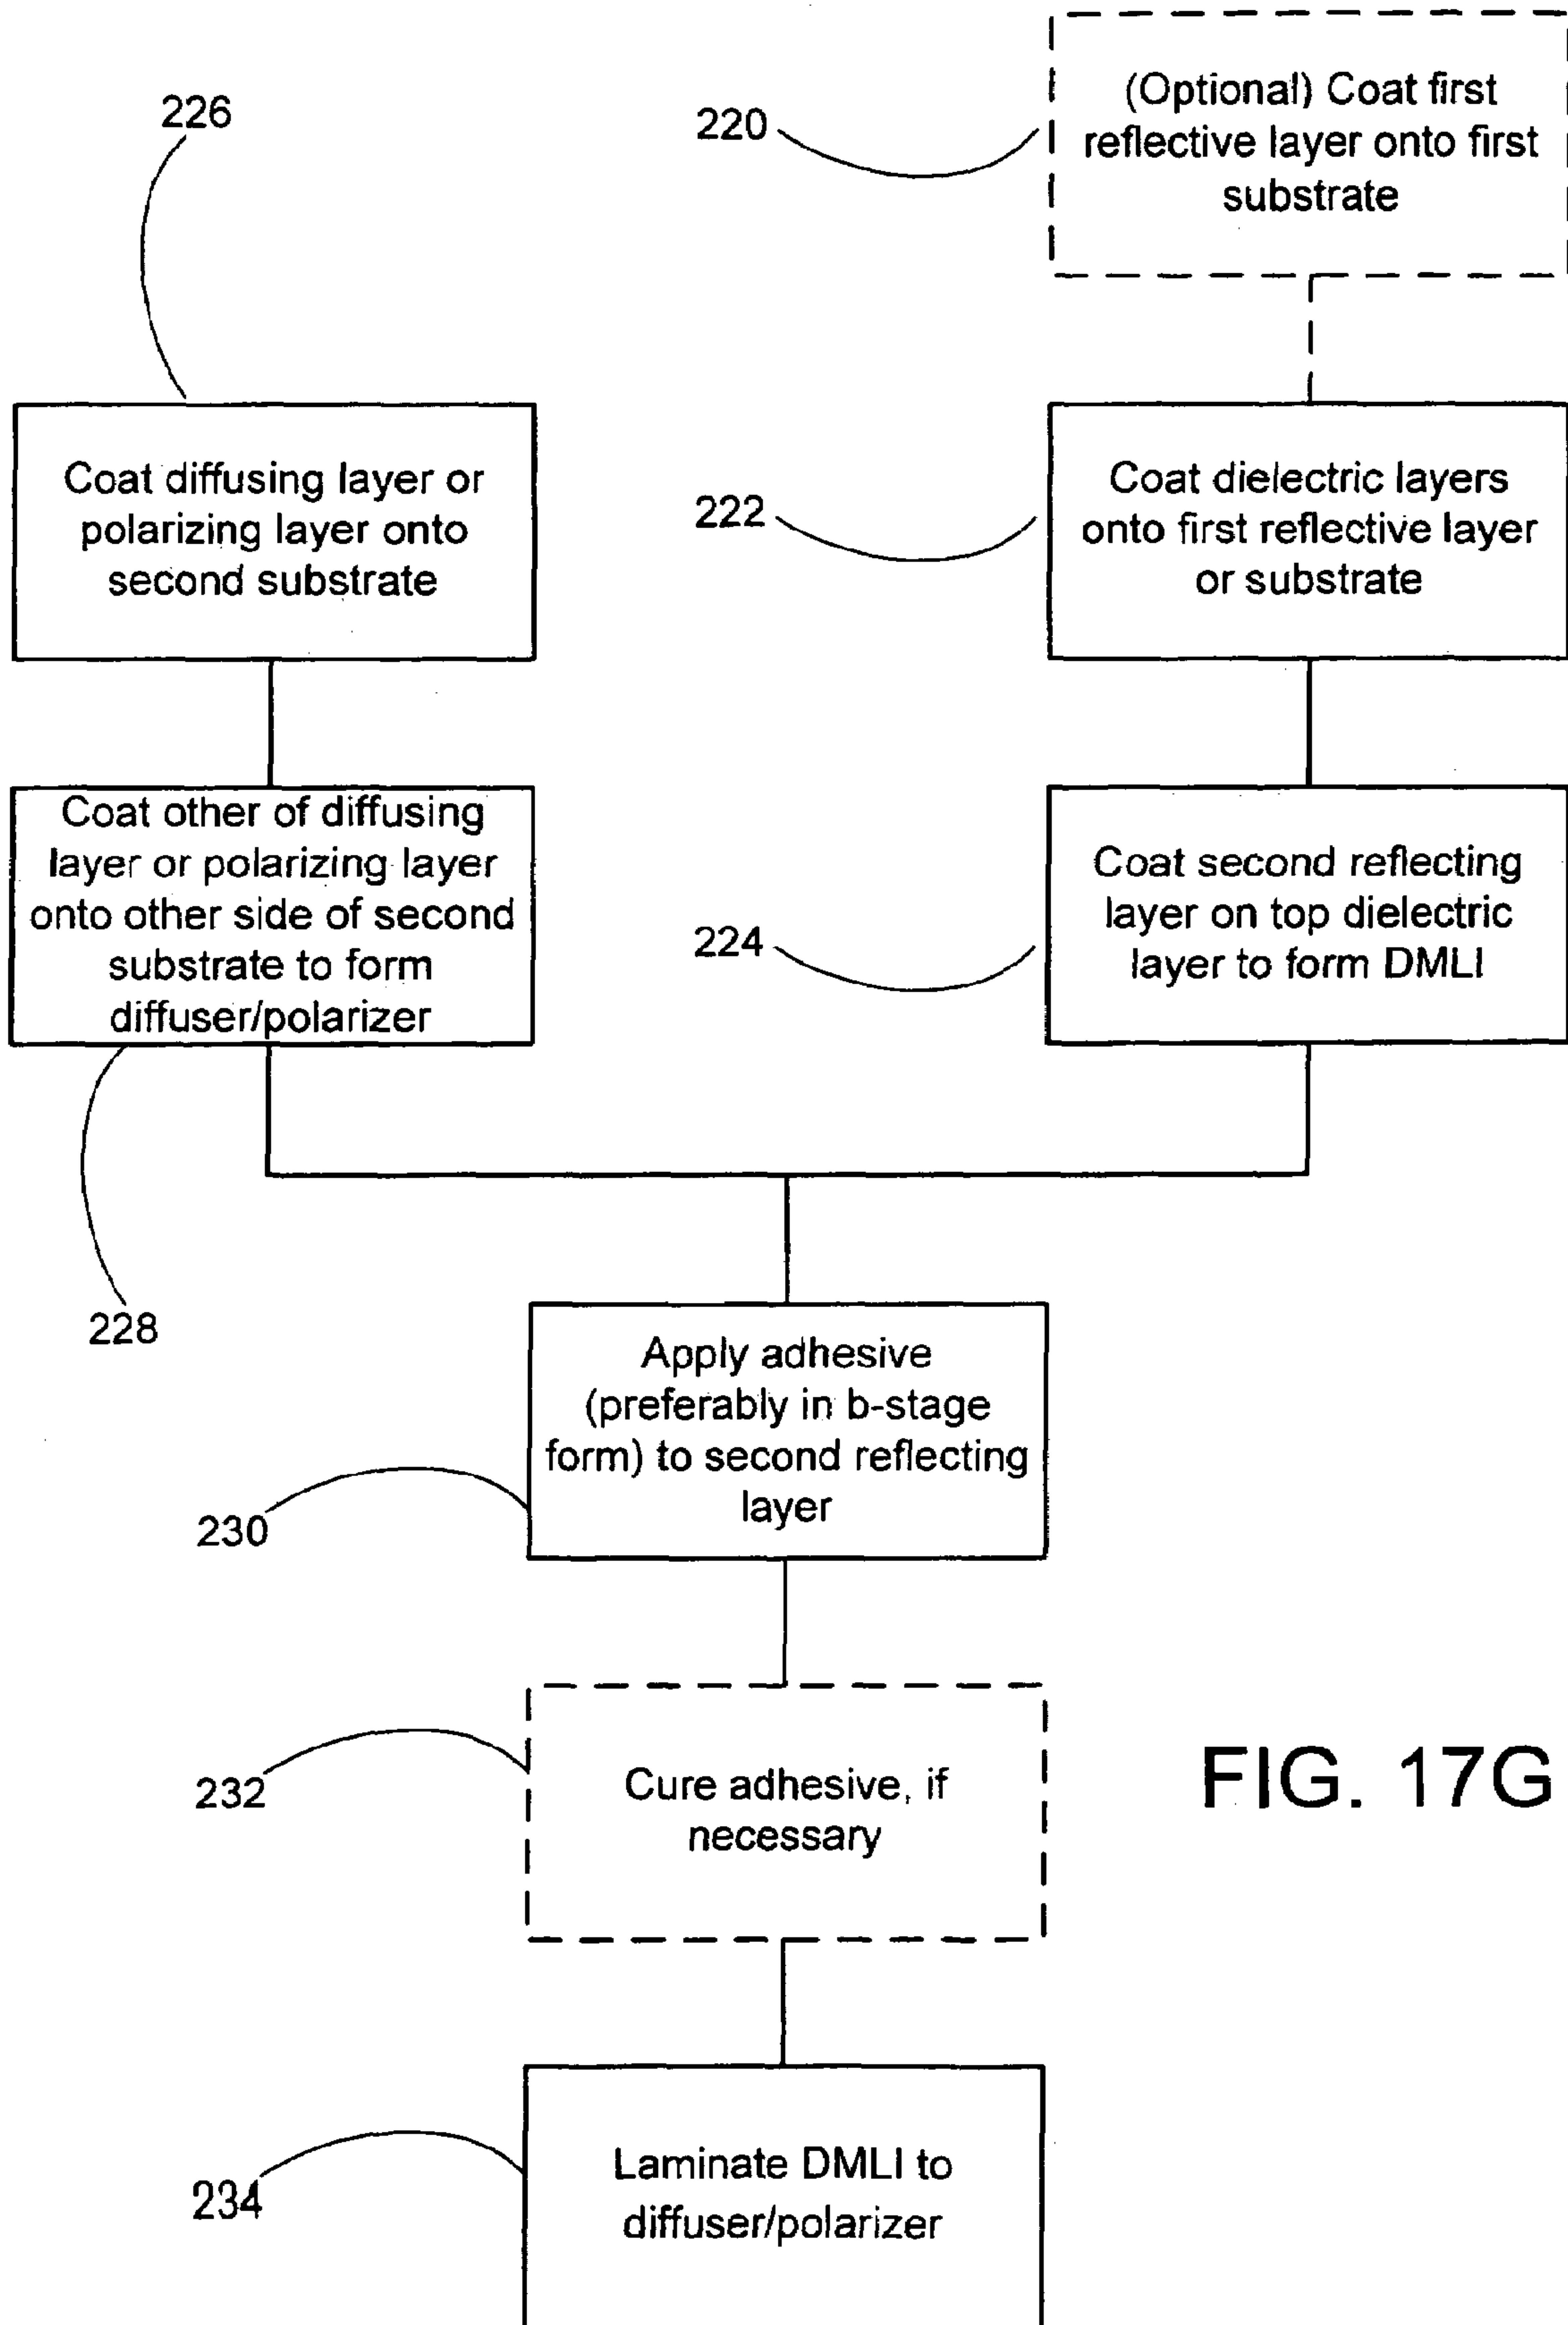 220
(Optional) Coat first
reflective layer onto first
substrate
226
Coat diffusing layer or
polarizing layer onto
second substrate
222
Coat dielectric layers
onto first reflective layer
or substrate
Coat other of diffusing
layer or polarizing layer
onto other side of second
substrate to form
diffuser/polarizer
224
Coat second reflecting
layer on top dielectric
layer to form DMLI
228
Apply adhesive
(preferably in b-stage
form) to second reflecting
layer
230
Cure adhesive, if
necessary
232
FIG. 17G
Laminate DMLI to
diffuser/polarizer
234